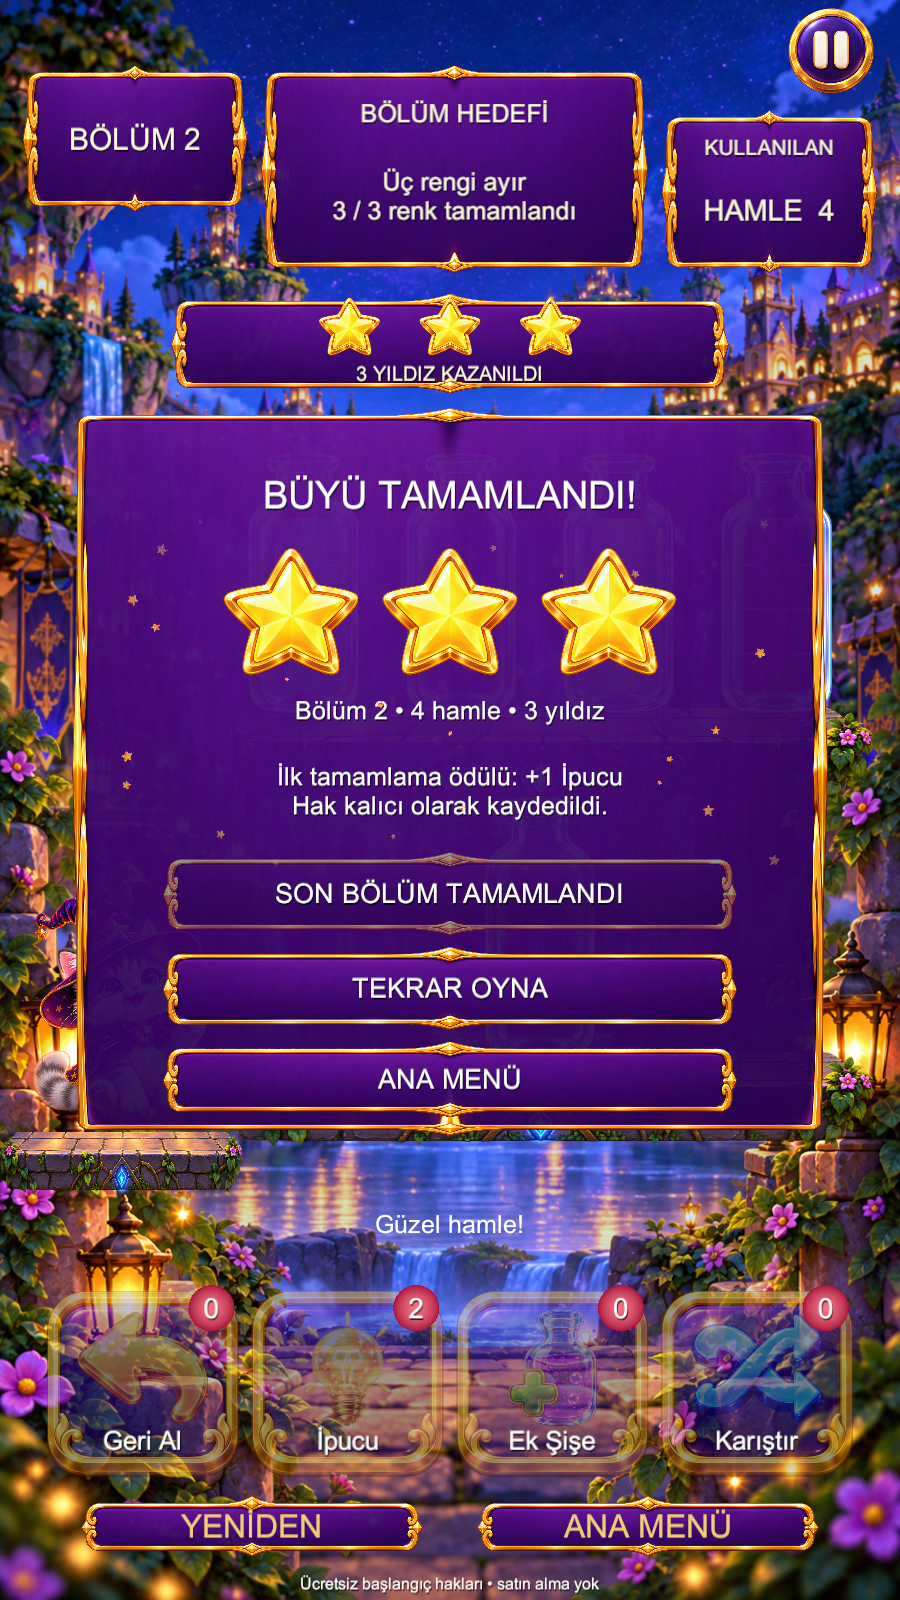 BÖLÜM 2
BÖLÜM HEDEFİ
Üç rengi ayır
3 / 3 renk tamamlandı
KULLANILAN
HAMLE 4
3 YILDIZ KAZANILDI
BÜYÜ TAMAMLANDI!
Bölüm 2 • 4 hamle • 3 yıldız
İlk tamamlama ödülü: +1 İpucu
Hak kalıcı olarak kaydedildi.
SON BÖLÜM TAMAMLANDI
TEKRAR OYNA
ANA MENÜ
Güzel hamle!
0
2
0
0
Geri Al
İpucu
Ek Şişe
Karıştır
YENİDEN
ANA MENÜ
Ücretsiz başlangıç hakları • satın alma yok